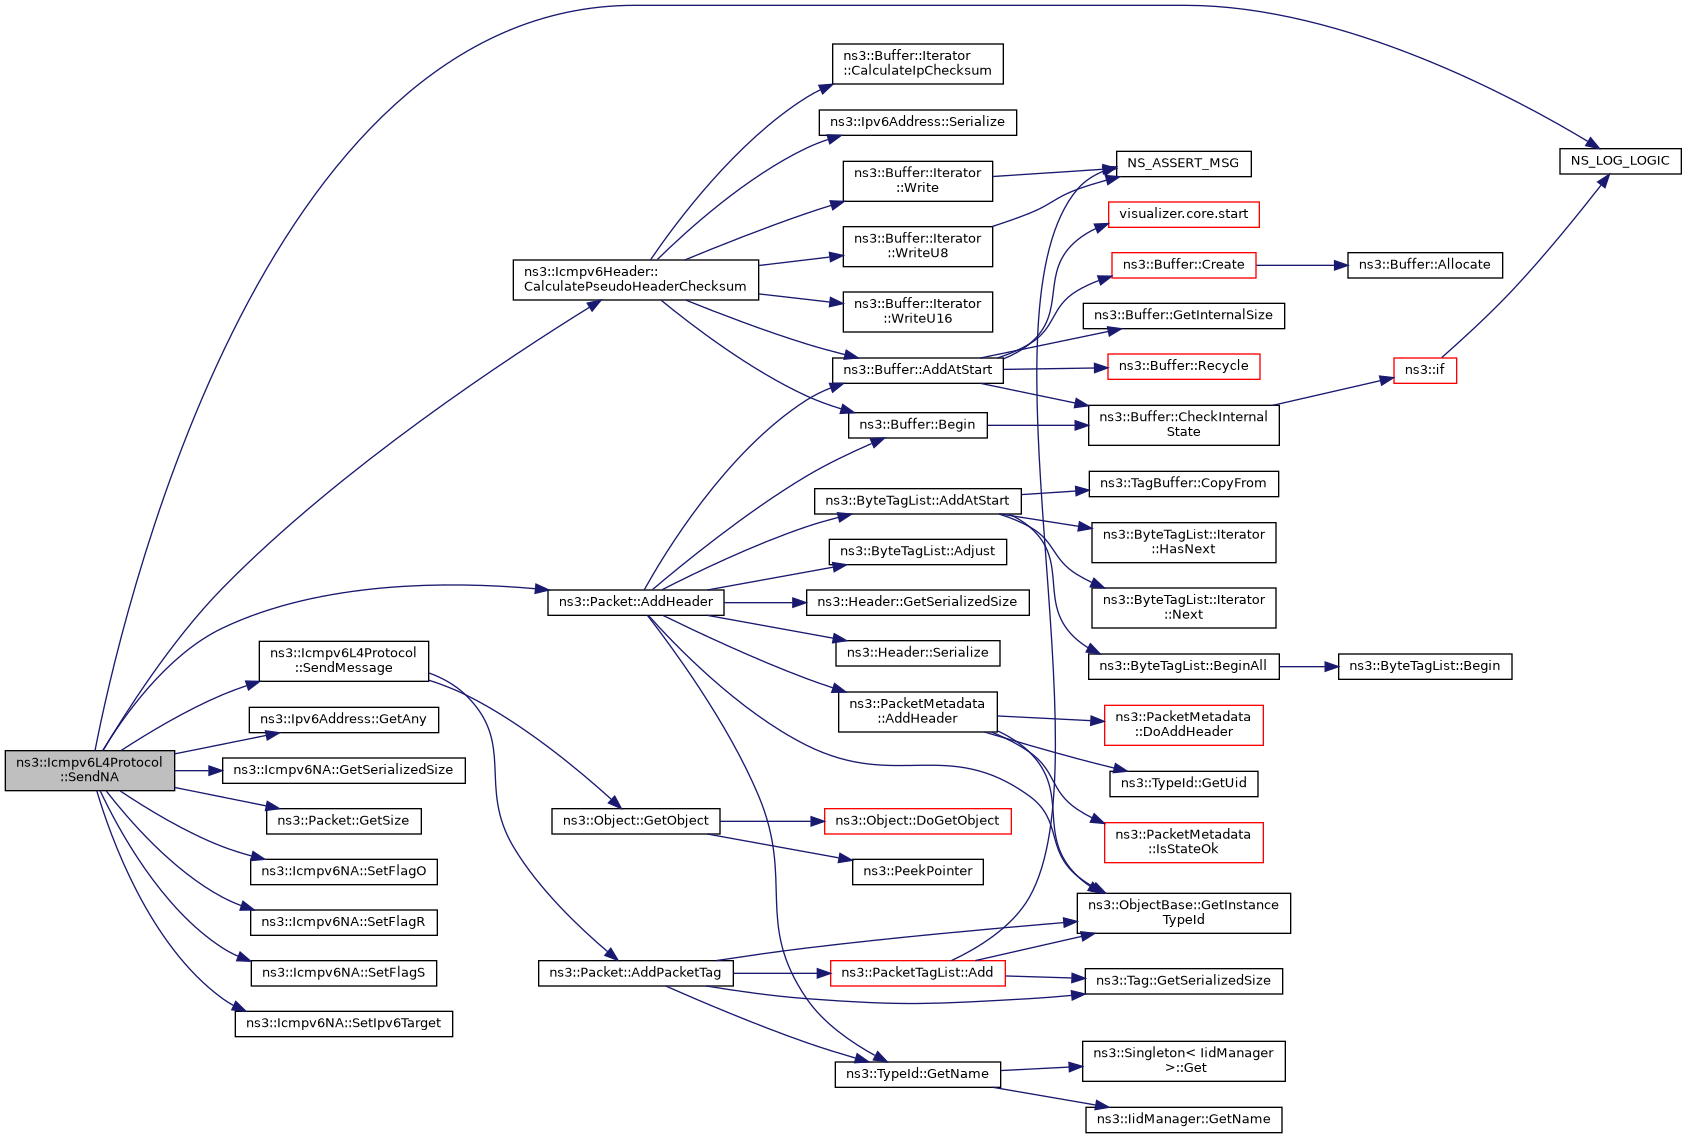 ns3::Icmpv6L4Protocol
::SendNA
ns3::Icmpv6Header::
CalculatePseudoHeaderChecksum
ns3::Packet::AddHeader
ns3::Icmpv6L4Protocol
::SendMessage
ns3::Ipv6Address::GetAny
ns3::Icmpv6NA::GetSerializedSize
ns3::Packet::GetSize
ns3::Icmpv6NA::SetFlagO
ns3::Icmpv6NA::SetFlagR
ns3::Icmpv6NA::SetFlagS
ns3::Icmpv6NA::SetIpv6Target
ns3::Object::GetObject
ns3::Packet::AddPacketTag
ns3::Buffer::Iterator
::CalculateIpChecksum
ns3::Ipv6Address::Serialize
ns3::Buffer::Iterator
::Write
ns3::Buffer::Iterator
::WriteU8
ns3::Buffer::Iterator
::WriteU16
ns3::Buffer::AddAtStart
ns3::Buffer::Begin
ns3::ByteTagList::AddAtStart
ns3::ByteTagList::Adjust
ns3::Header::GetSerializedSize
ns3::Header::Serialize
ns3::PacketMetadata
::AddHeader
ns3::Object::DoGetObject
ns3::PeekPointer
ns3::PacketTagList::Add
ns3::TypeId::GetName
NS_ASSERT_MSG
visualizer.core.start
ns3::Buffer::Create
ns3::Buffer::GetInternalSize
ns3::Buffer::Recycle
ns3::Buffer::CheckInternal
State
ns3::TagBuffer::CopyFrom
ns3::ByteTagList::Iterator
::HasNext
ns3::ByteTagList::Iterator
::Next
ns3::ByteTagList::BeginAll
ns3::PacketMetadata
::DoAddHeader
ns3::TypeId::GetUid
ns3::PacketMetadata
::IsStateOk
ns3::ObjectBase::GetInstance
TypeId
ns3::Tag::GetSerializedSize
ns3::Singleton< IidManager
>::Get
ns3::IidManager::GetName
ns3::Buffer::Allocate
ns3::if
ns3::ByteTagList::Begin
NS_LOG_LOGIC